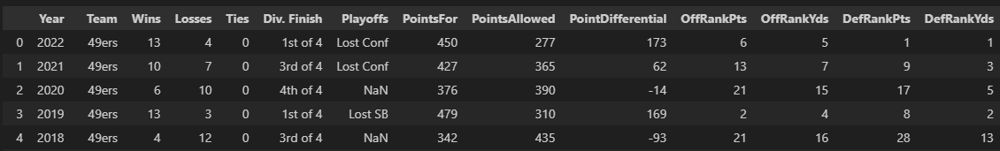 Year Team Wins Losses Ties Div. Finish Playoffs PointsFor PointsAllowed PointDifferential OffRankPts OffRankYds DefRankPts DefRankYds
0 2022 49ers 13 4 0 1st of 4 Lost Conf 450 277 173 6 5 1 1
1 2021 49ers 10 7 0 3rd of 4 Lost Conf 427 365 62 13 7 9 3
2 2020 49ers 6 10 0 4th of 4 NaN 376 390 -14 21 15 17 5
3 2019 49ers 13 3 0 1st of 4 Lost SB 479 310 169 2 4 8 2
4 2018 49ers 4 12 0 3rd of 4 NaN 342 435 -93 21 16 28 13